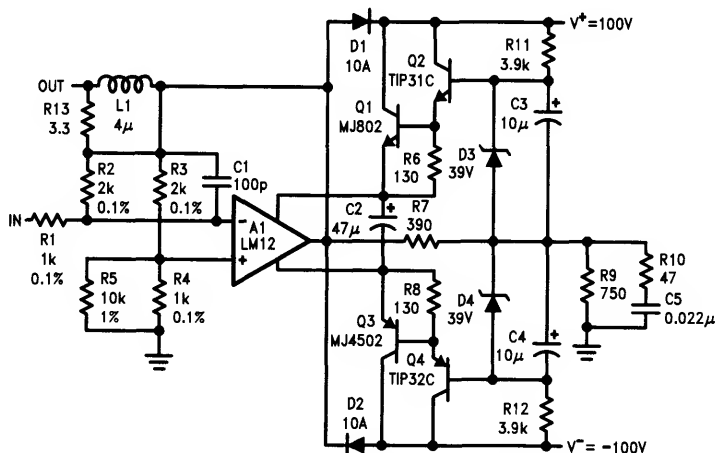 D1
10A
V+=100V
Q2
TIP31C
R11
3.9k
OUT
L1
4μ
R13
3.3
Q1
MJ802
C3
10μ
+
R2
2k
0.1%
R3
2k
0.1%
C1
100p
R6
130
D3
39V
IN
R1
1k
0.1%
-
A1
LM12
+
C2
47μ
+
R7
390
R5
10k
1%
R4
1k
0.1%
R8
130
D4
39V
R9
750
R10
47
C5
0.022μ
Q3
MJ4502
Q4
TIP32C
C4
10μ
+
D2
10A
R12
3.9k
V-= -100V